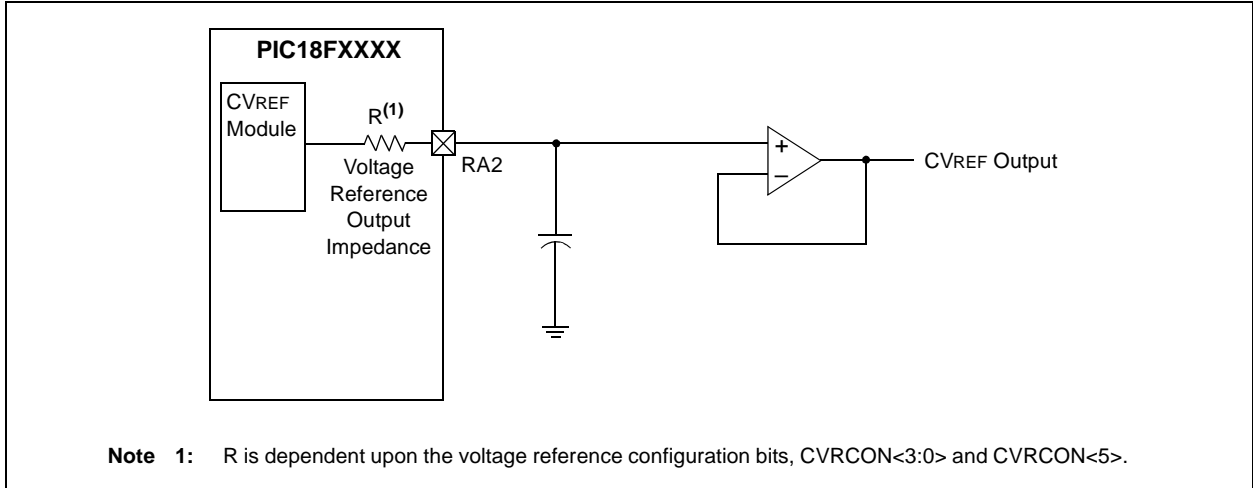 PIC18FXXXX
CVREF
Module
R(1)
Voltage
Reference
Output
Impedance
RA2
+
–
CVREF Output
Note 1: R is dependent upon the voltage reference configuration bits, CVRCON<3:0> and CVRCON<5>.